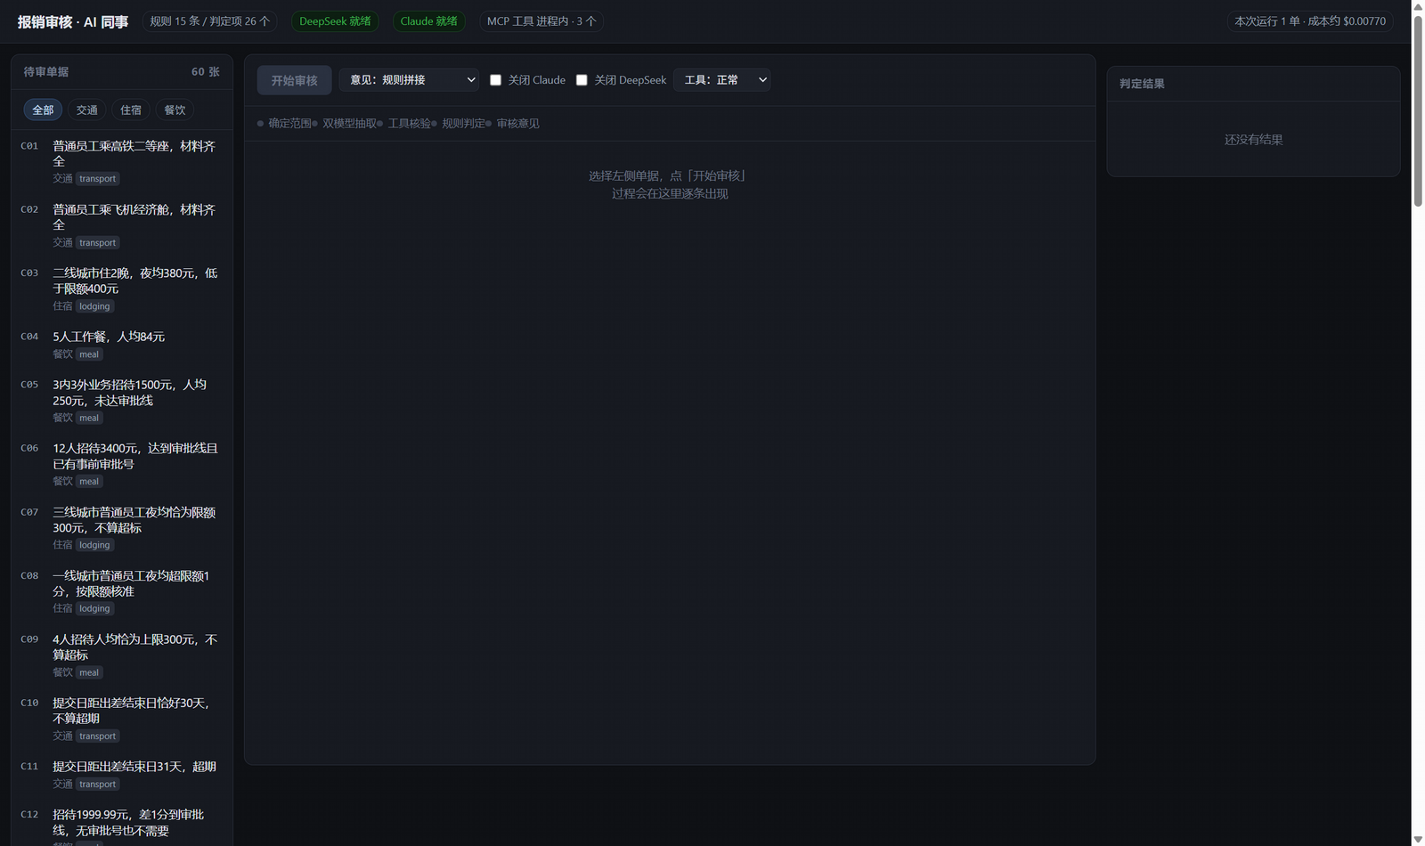 报销审核 · AI 同事
规则 15 条 / 判定项 26 个
DeepSeek 就绪
Claude 就绪
MCP 工具 进程内 · 3 个
本次运行 1 单 · 成本约 $0.00770
待审单据
60 张
全部
交通
住宿
餐饮
C01
普通员工乘高铁二等座，材料齐
全
交通 transport
C02
普通员工乘飞机经济舱，材料齐
全
交通 transport
C03
二线城市住2晚，夜均380元，低
于限额400元
住宿 lodging
C04
5人工作餐，人均84元
餐饮 meal
C05
3内3外业务招待1500元，人均
250元，未达审批线
餐饮 meal
C06
12人招待3400元，达到审批线且
已有事前审批号
餐饮 meal
C07
三线城市普通员工夜均恰为限额
300元，不算超标
住宿 lodging
C08
一线城市普通员工夜均超限额1
分，按限额核准
住宿 lodging
C09
4人招待人均恰为上限300元，不
算超标
餐饮 meal
C10
提交日距出差结束日恰好30天，
不算超期
交通 transport
C11
提交日距出差结束日31天，超期
交通 transport
C12
招待1999.99元，差1分到审批
线，无审批号也不需要
开始审核
意见：规则拼接
关闭 Claude
关闭 DeepSeek
工具：正常
确定范围
双模型抽取
工具核验
规则判定
审核意见
选择左侧单据，点「开始审核」
过程会在这里逐条出现
判定结果
还没有结果